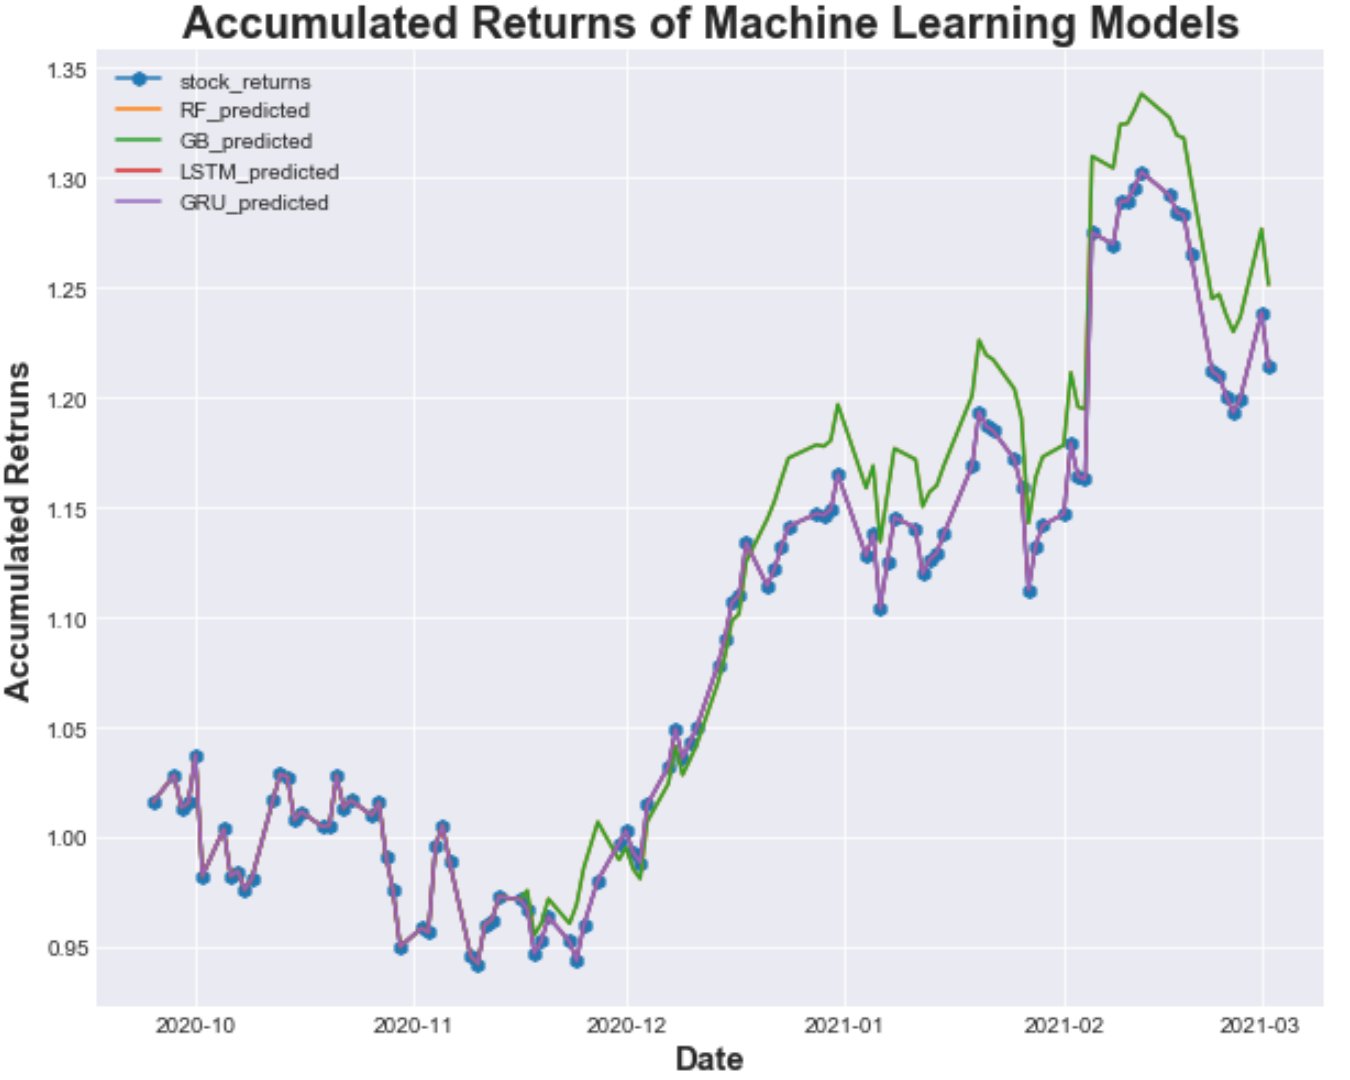 Accumulated Returns of Machine Learning Models
stock_returns
RF_predicted
GB_predicted
LSTM_predicted
GRU_predicted
1.35
1.30
1.25
1.20
1.15
1.10
1.05
1.00
0.95
Accumulated Retruns
2020-10
2020-11
2020-12
2021-01
2021-02
2021-03
Date